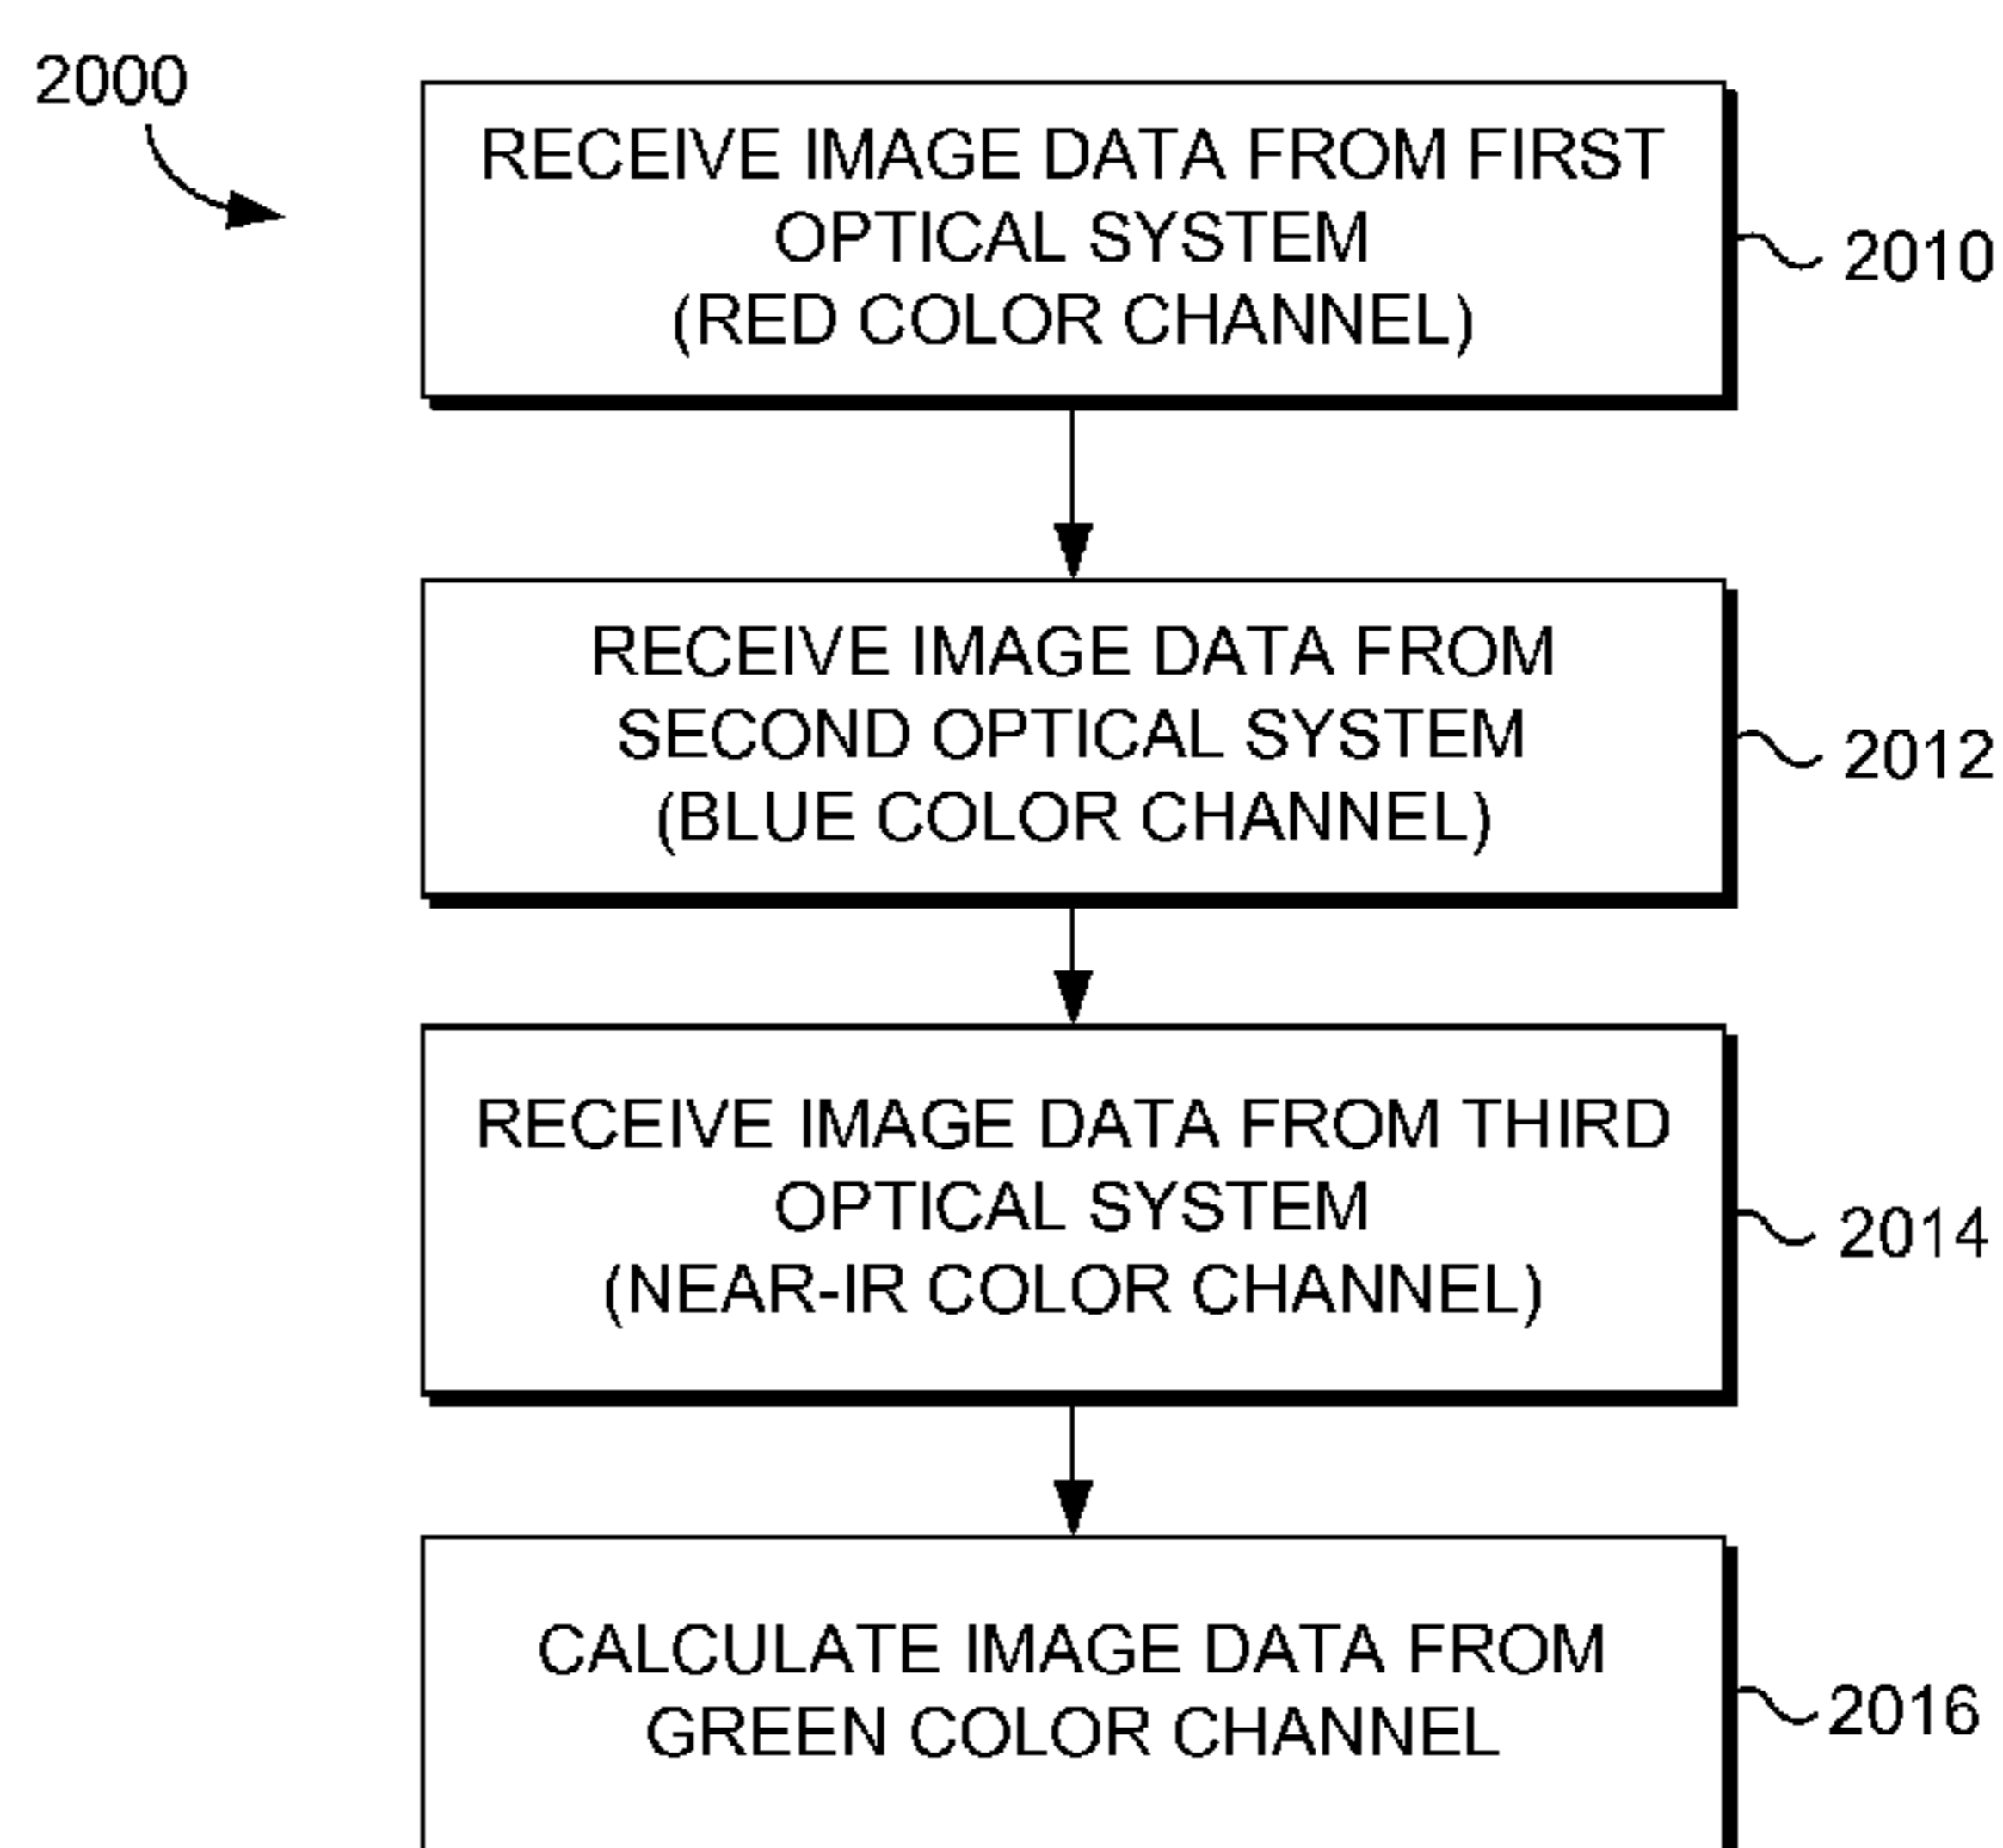 2000
RECEIVE IMAGE DATA FROM FIRST
OPTICAL SYSTEM
(RED COLOR CHANNEL)
2010
RECEIVE IMAGE DATA FROM
SECOND OPTICAL SYSTEM
(BLUE COLOR CHANNEL)
2012
RECEIVE IMAGE DATA FROM THIRD
OPTICAL SYSTEM
(NEAR-IR COLOR CHANNEL)
2014
CALCULATE IMAGE DATA FROM
GREEN COLOR CHANNEL
2016